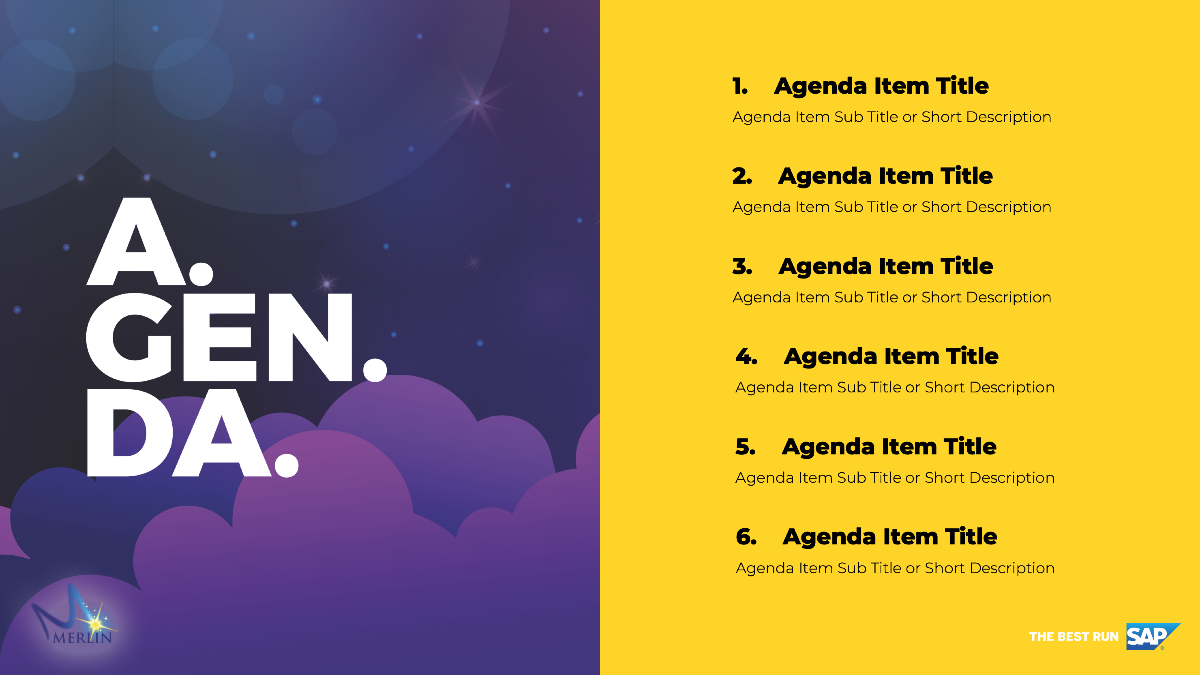 A.
GEN.
DA.
MERLIN
1. Agenda Item Title
Agenda Item Sub Title or Short Description
2. Agenda Item Title
Agenda Item Sub Title or Short Description
3. Agenda Item Title
Agenda Item Sub Title or Short Description
4. Agenda Item Title
Agenda Item Sub Title or Short Description
5. Agenda Item Title
Agenda Item Sub Title or Short Description
6. Agenda Item Title
Agenda Item Sub Title or Short Description
THE BEST RUN SAP®